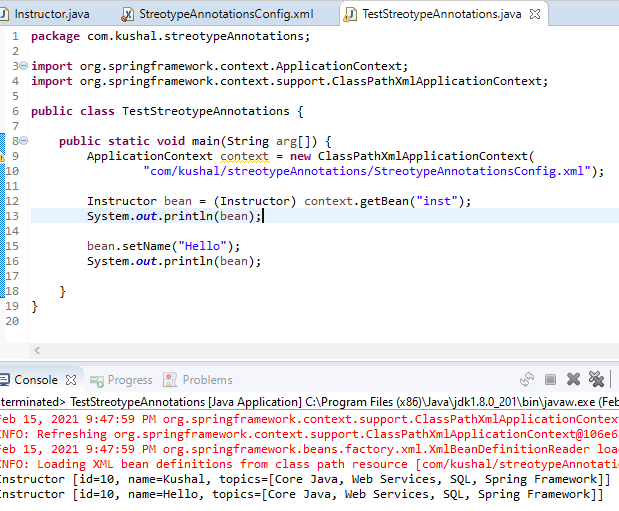 Instructor.java StreotypeAnnotationsConfig.xml TestStreotypeAnnotations.java
1 package com.kushal.streotypeAnnotations;
2
3 import org.springframework.context.ApplicationContext;
4 import org.springframework.context.support.ClassPathXmlApplicationContext;
5
6 public class TestStreotypeAnnotations {
7
8 public static void main(String arg[]) {
9 ApplicationContext context = new ClassPathXmlApplicationContext(
10 "com/kushal/streotypeAnnotations/StreotypeAnnotationsConfig.xml");
11
12 Instructor bean = (Instructor) context.getBean("inst");
13 System.out.println(bean);
14
15 bean.setName("Hello");
16 System.out.println(bean);
17
18 }
19 }
20
Console Progress Problems
terminated> TestStreotypeAnnotations [Java Application] C:\Program Files (x86)\Java\jdk1.8.0_201\bin\javaw.exe (Feb
Feb 15, 2021 9:47:59 PM org.springframework.context.support.ClassPathXmlApplicationContext
INFO: Refreshing org.springframework.context.support.ClassPathXmlApplicationContext@106e6
Feb 15, 2021 9:47:59 PM org.springframework.beans.factory.xml.XmlBeanDefinitionReader loa
INFO: Loading XML bean definitions from class path resource [com/kushal/streotypeAnnotatio
Instructor [id=10, name=Kushal, topics=[Core Java, Web Services, SQL, Spring Framework]]
Instructor [id=10, name=Hello, topics=[Core Java, Web Services, SQL, Spring Framework]]